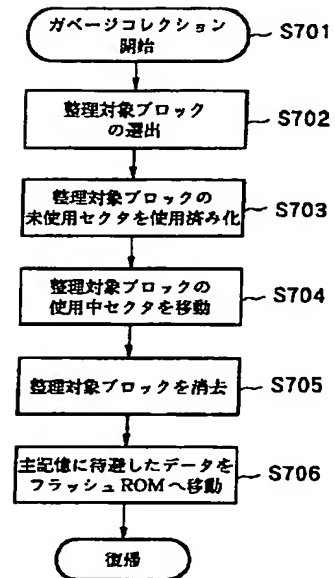 ガベージコレクション
開始
S701
整理対象ブロック
の選出
S702
整理対象ブロックの
未使用セクタを使用済み化
S703
整理対象ブロックの
使用中セクタを移動
S704
整理対象ブロックを消去
S705
主記憶に待避したデータを
フラッシュROMへ移動
S706
復帰